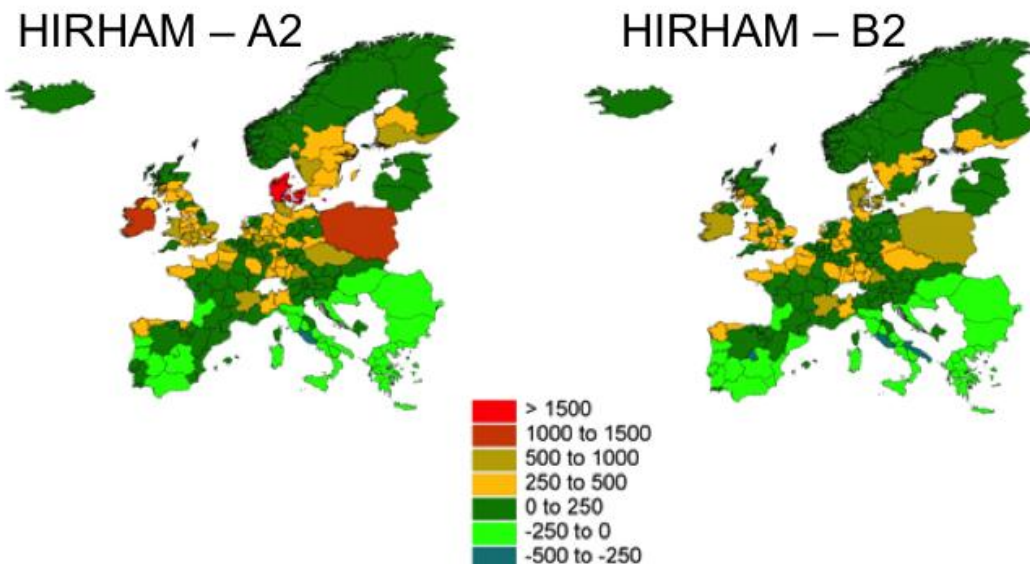 HIRHAM – A2
HIRHAM – B2
> 1500
1000 to 1500
500 to 1000
250 to 500
0 to 250
-250 to 0
-500 to -250